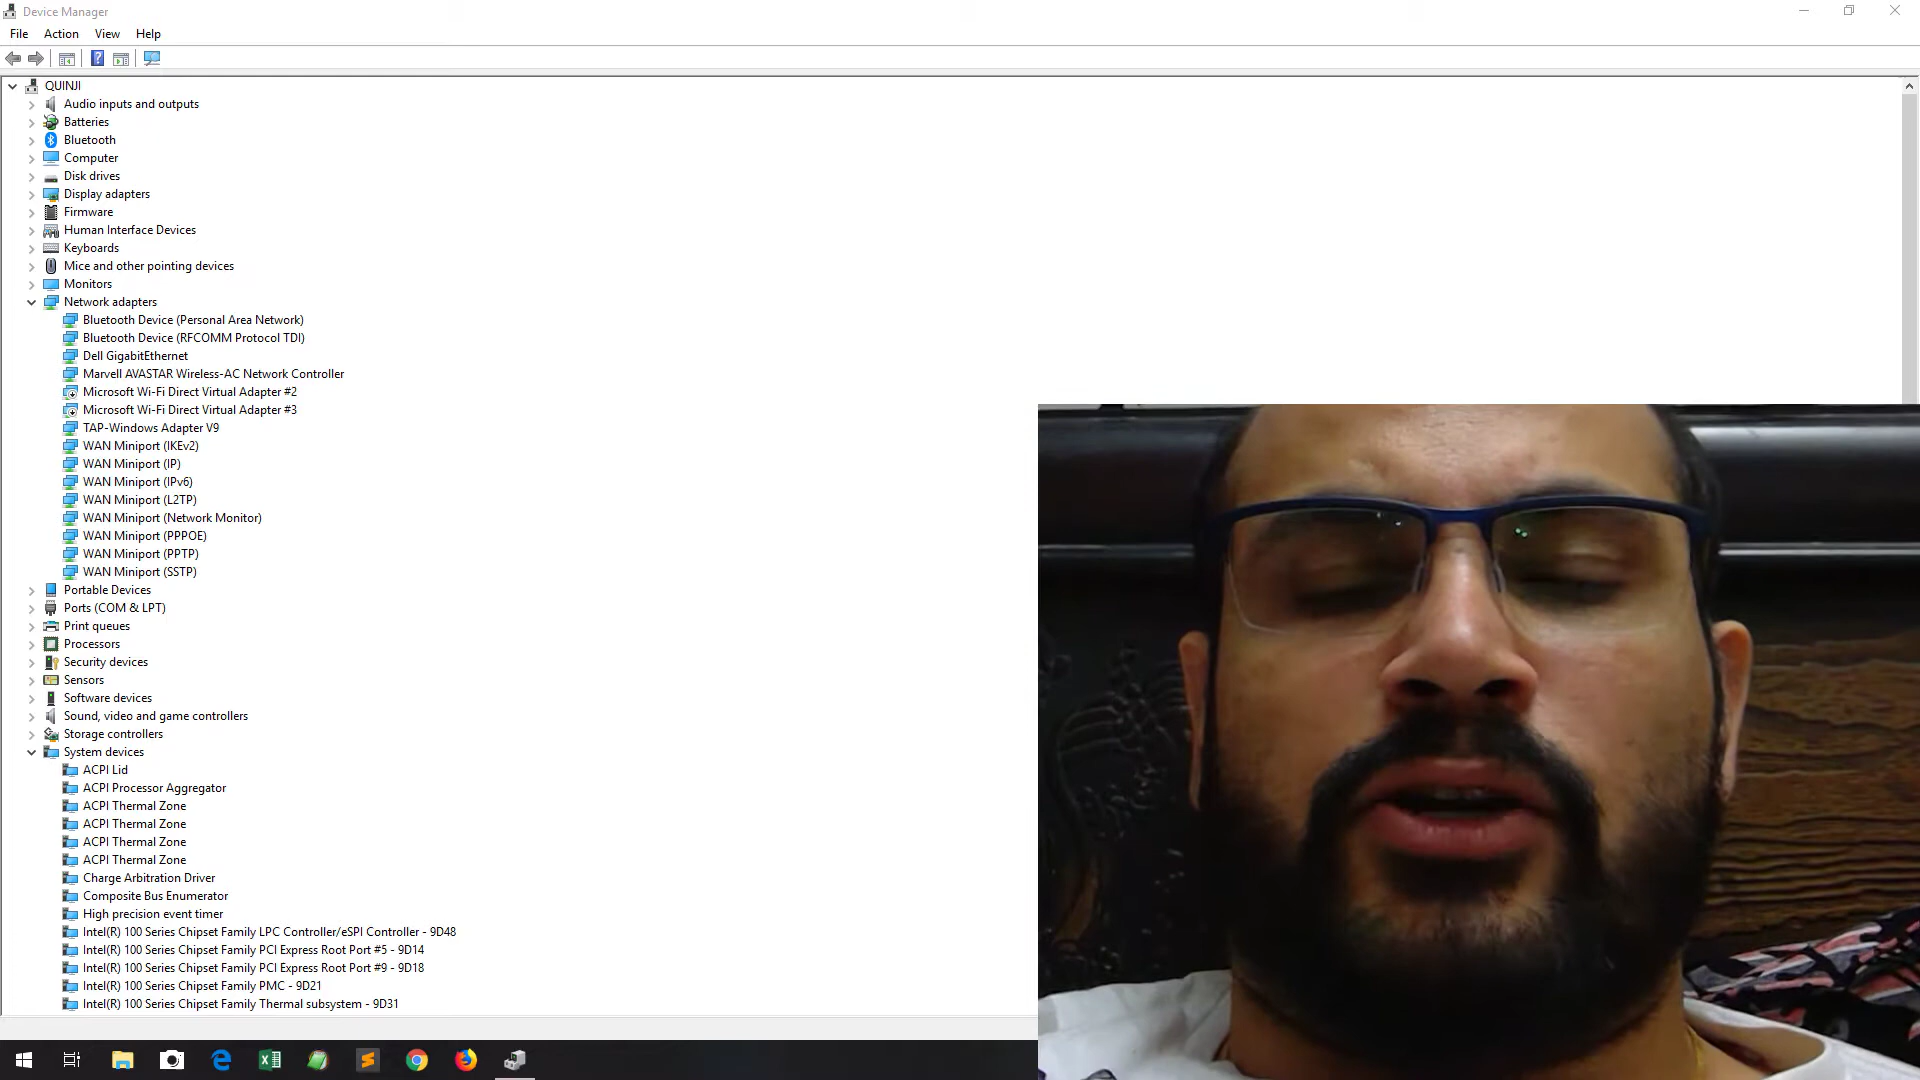 Device Manager
File Action View Help
QUINJI
Audio inputs and outputs
Batteries
Bluetooth
Computer
Disk drives
Display adapters
Firmware
Human Interface Devices
Keyboards
Mice and other pointing devices
Monitors
Network adapters
Bluetooth Device (Personal Area Network)
Bluetooth Device (RFCOMM Protocol TDI)
Dell GigabitEthernet
Marvell AVASTAR Wireless-AC Network Controller
Microsoft Wi-Fi Direct Virtual Adapter #2
Microsoft Wi-Fi Direct Virtual Adapter #3
TAP-Windows Adapter V9
WAN Miniport (IKEv2)
WAN Miniport (IP)
WAN Miniport (IPv6)
WAN Miniport (L2TP)
WAN Miniport (Network Monitor)
WAN Miniport (PPPOE)
WAN Miniport (PPTP)
WAN Miniport (SSTP)
Portable Devices
Ports (COM & LPT)
Print queues
Processors
Security devices
Sensors
Software devices
Sound, video and game controllers
Storage controllers
System devices
ACPI Lid
ACPI Processor Aggregator
ACPI Thermal Zone
ACPI Thermal Zone
ACPI Thermal Zone
ACPI Thermal Zone
Charge Arbitration Driver
Composite Bus Enumerator
High precision event timer
Intel(R) 100 Series Chipset Family LPC Controller/eSPI Controller - 9D48
Intel(R) 100 Series Chipset Family PCI Express Root Port #5 - 9D14
Intel(R) 100 Series Chipset Family PCI Express Root Port #9 - 9D18
Intel(R) 100 Series Chipset Family PMC - 9D21
Intel(R) 100 Series Chipset Family Thermal subsystem - 9D31